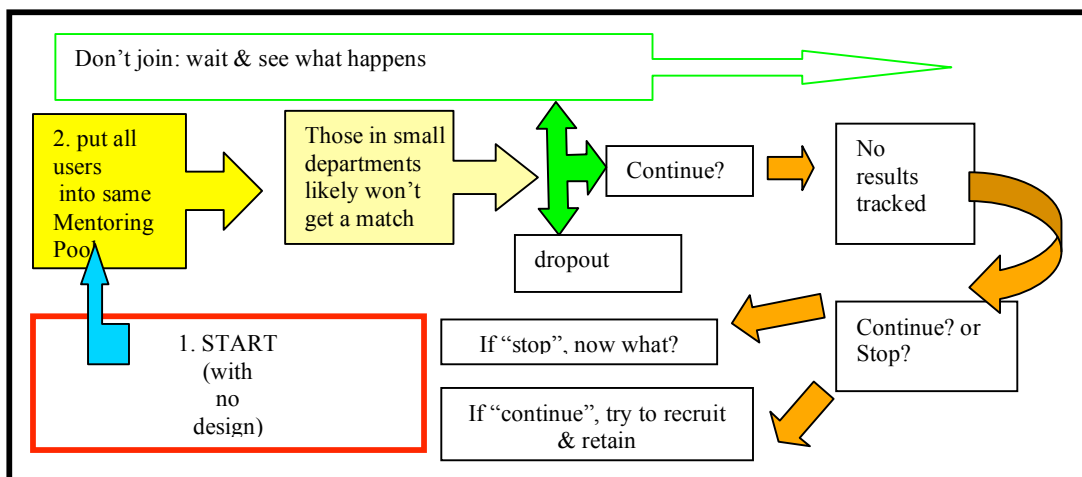 Don’t join: wait & see what happens
2. put all
users
into same
Mentoring
Pool
Those in small
departments
likely won’t
get a match
Continue?
No
results
tracked
dropout
1. START
(with
no
design)
If “stop”, now what?
Continue? or
Stop?
If “continue”, try to recruit
& retain